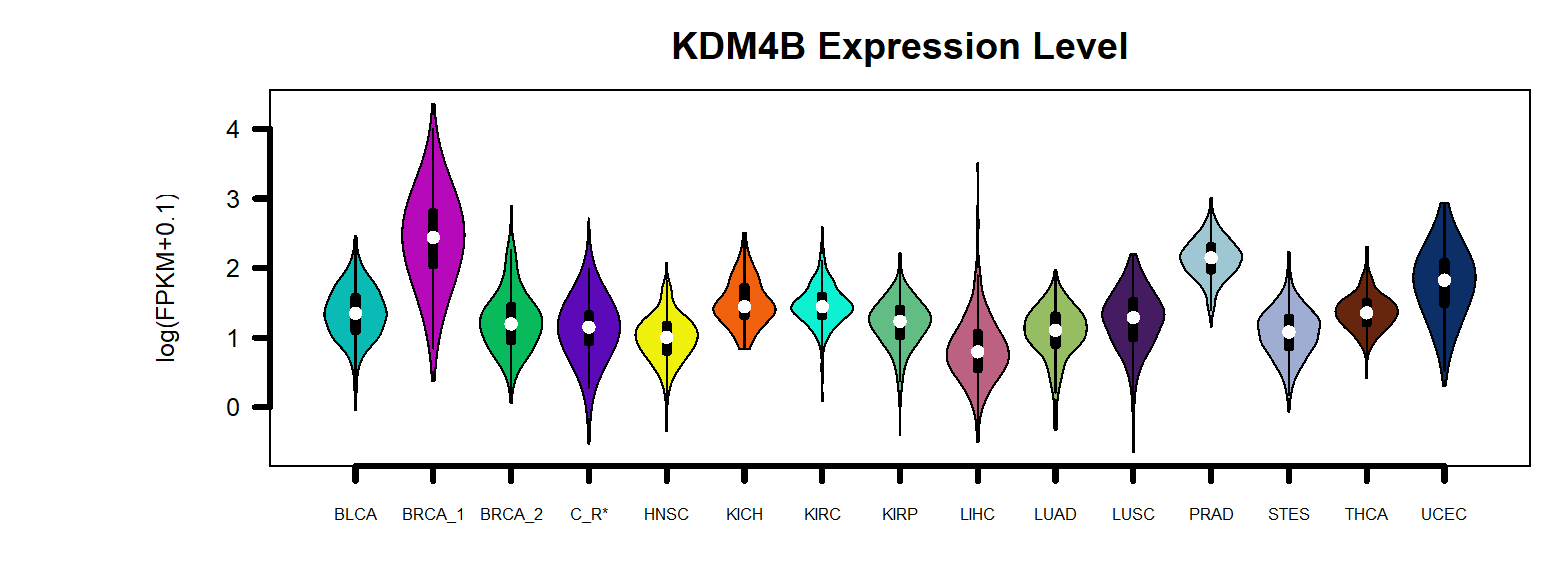 KDM4B Expression Level
log(FPKM+0.1)
4
3
2
1
0
BLCA BRCA_1 BRCA_2 C_R* HNSC KICH KIRC KIRP LIHC LUAD LUSC PRAD STES THCA UCEC